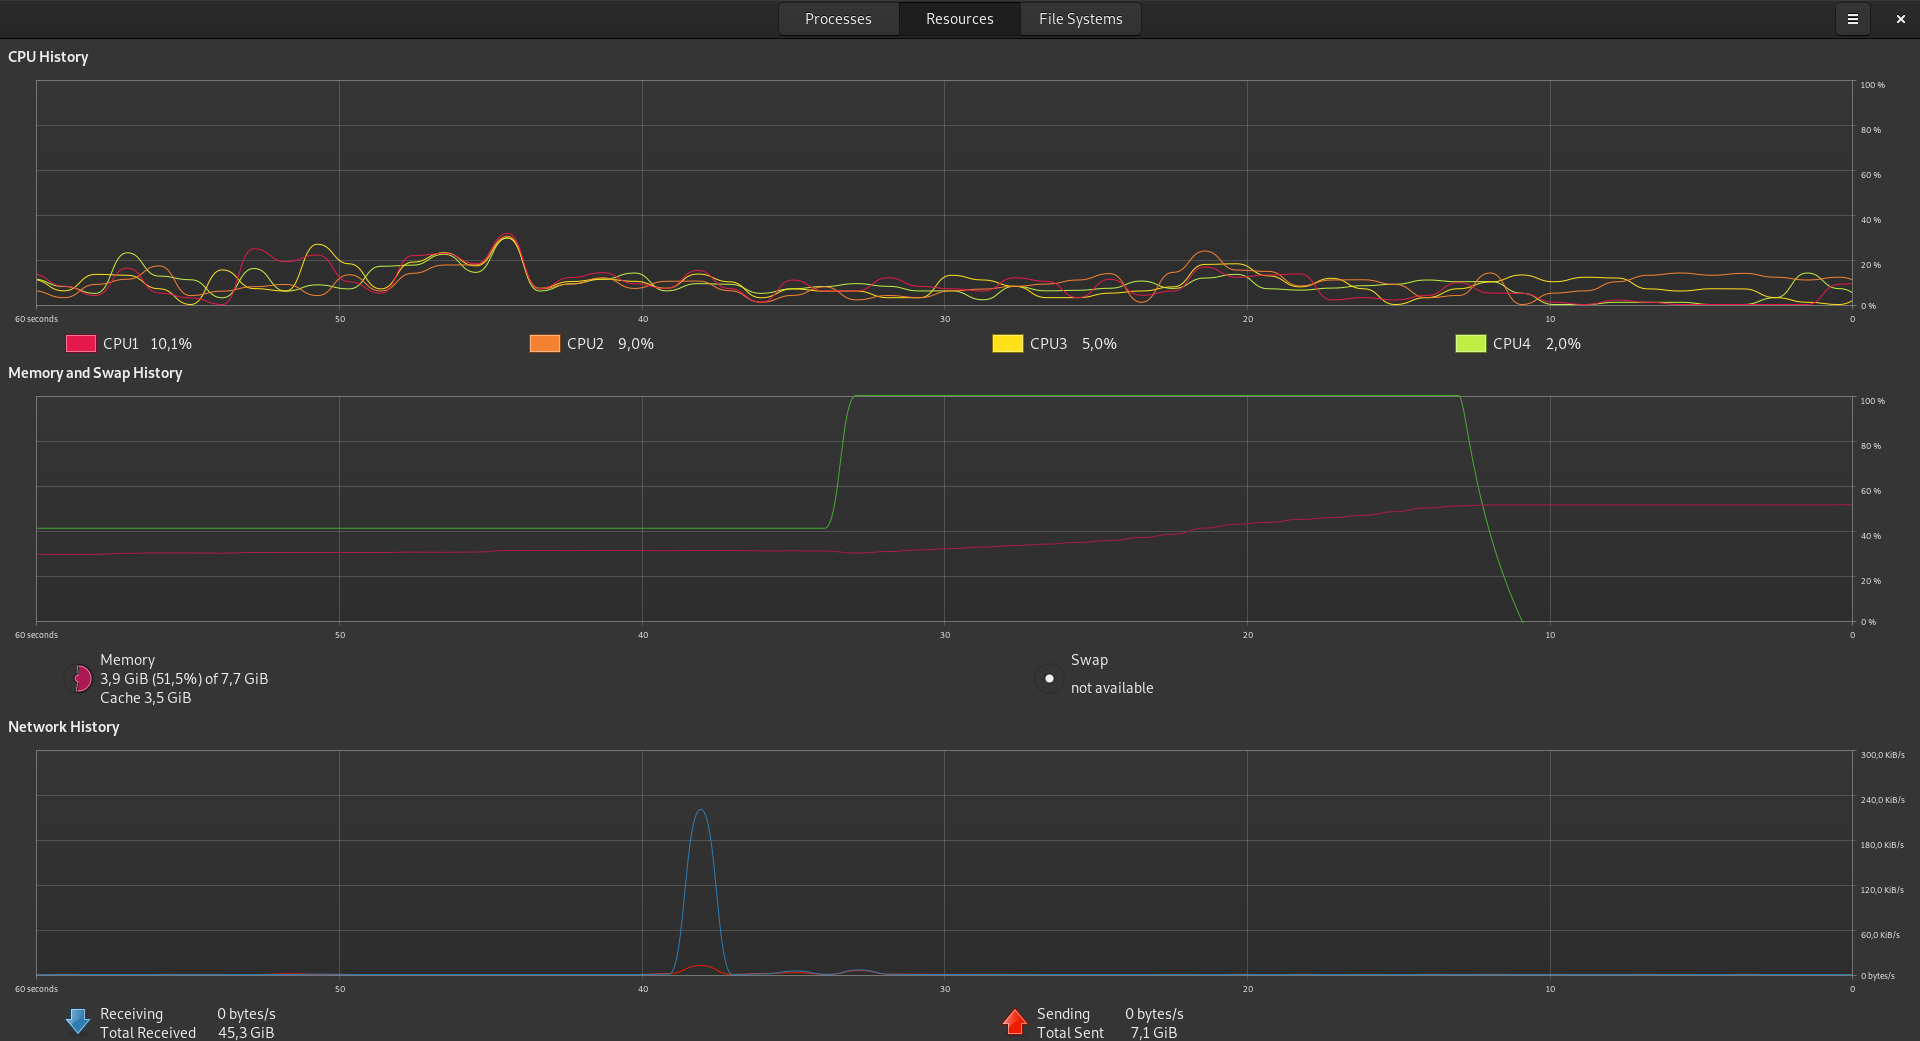 Processes Resources File Systems
CPU History
100 %
80 %
60 %
40 %
20 %
0 %
60 seconds 50 40 30 20 10 0
CPU1 10,1% CPU2 9,0% CPU3 5,0% CPU4 2,0%
Memory and Swap History
100 %
80 %
60 %
40 %
20 %
0 %
60 seconds 50 40 30 20 10 0
Memory
3,9 GiB (51,5%) of 7,7 GiB
Cache 3,5 GiB
Swap
not available
Network History
300,0 KiB/s
240,0 KiB/s
180,0 KiB/s
120,0 KiB/s
60,0 KiB/s
0 bytes/s
60 seconds 50 40 30 20 10 0
Receiving 0 bytes/s
Total Received 45,3 GiB
Sending 0 bytes/s
Total Sent 7,1 GiB